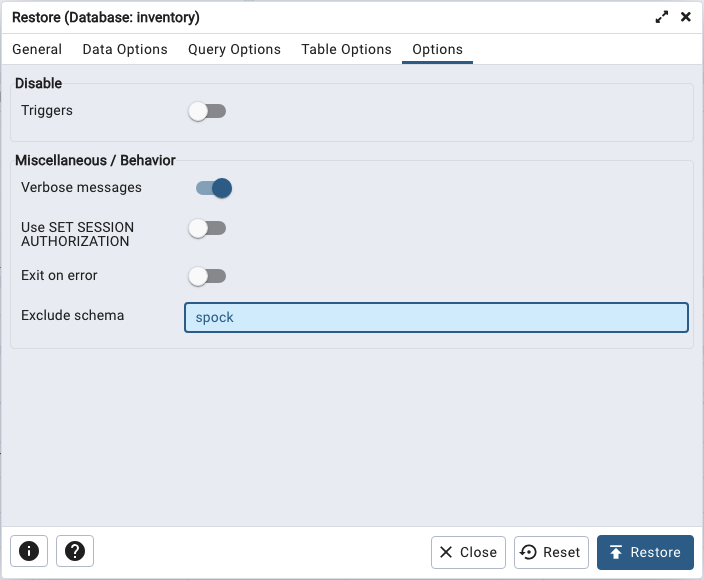 Restore (Database: inventory)
General Data Options Query Options Table Options Options
Disable
Triggers
Miscellaneous / Behavior
Verbose messages
Use SET SESSION
AUTHORIZATION
Exit on error
Exclude schema spock
Close Reset Restore